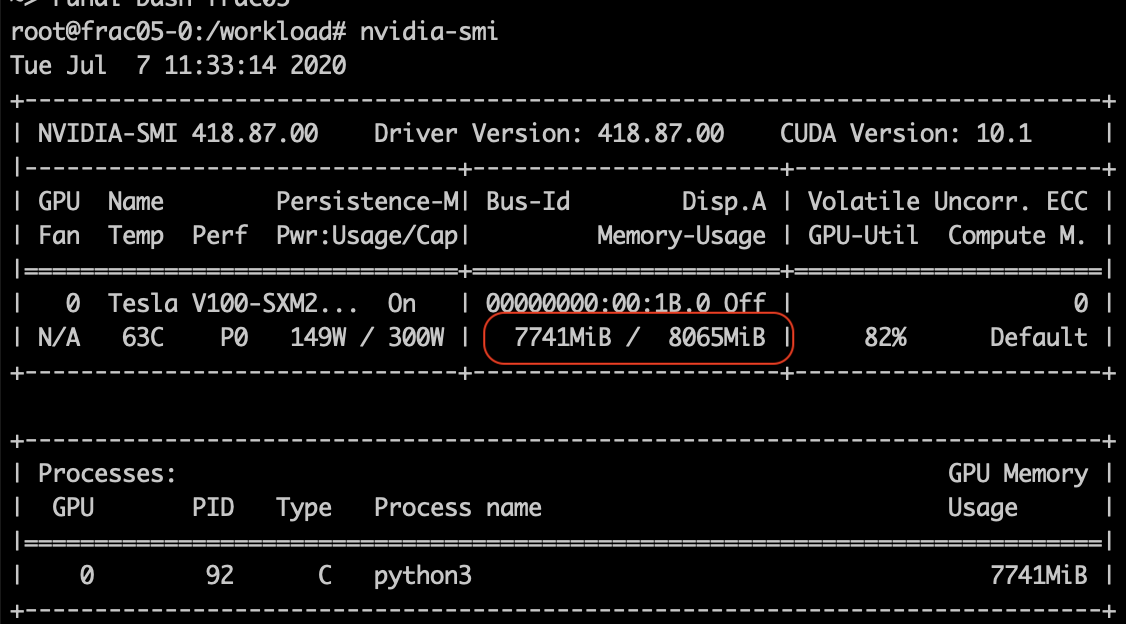 ~> runai bash frac05
root@frac05-0:/workload# nvidia-smi
Tue Jul  7 11:33:14 2020
+-----------------------------------------------------------------------------+
| NVIDIA-SMI 418.87.00    Driver Version: 418.87.00    CUDA Version: 10.1     |
|-------------------------------+----------------------+----------------------+
| GPU  Name        Persistence-M| Bus-Id        Disp.A | Volatile Uncorr. ECC |
| Fan  Temp  Perf  Pwr:Usage/Cap|         Memory-Usage | GPU-Util  Compute M. |
|===============================+======================+======================|
|   0  Tesla V100-SXM2...  On   | 00000000:00:1B.0 Off |                    0 |
| N/A   63C    P0   149W / 300W |   7741MiB /  8065MiB |     82%      Default |
+-------------------------------+----------------------+----------------------+
+-----------------------------------------------------------------------------+
| Processes:                                                       GPU Memory |
|  GPU       PID   Type   Process name                             Usage      |
|=============================================================================|
|    0        92      C   python3                                     7741MiB |
+-----------------------------------------------------------------------------+